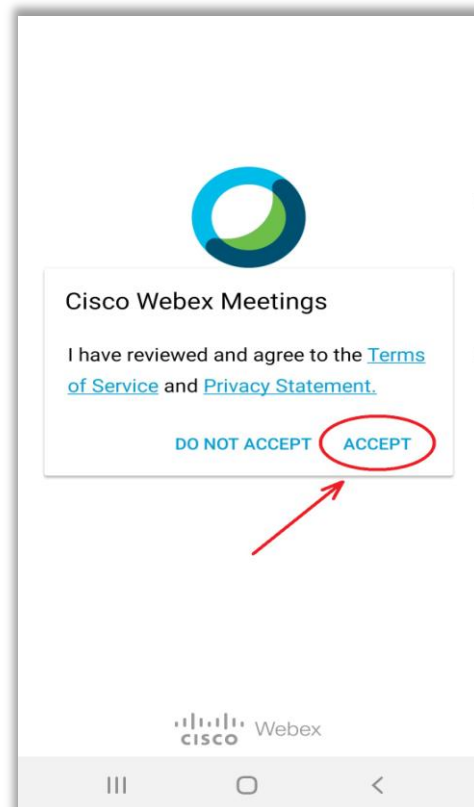 Cisco Webex Meetings
I have reviewed and agree to the Terms
of Service and Privacy Statement.
DO NOT ACCEPT ACCEPT
CISCO Webex